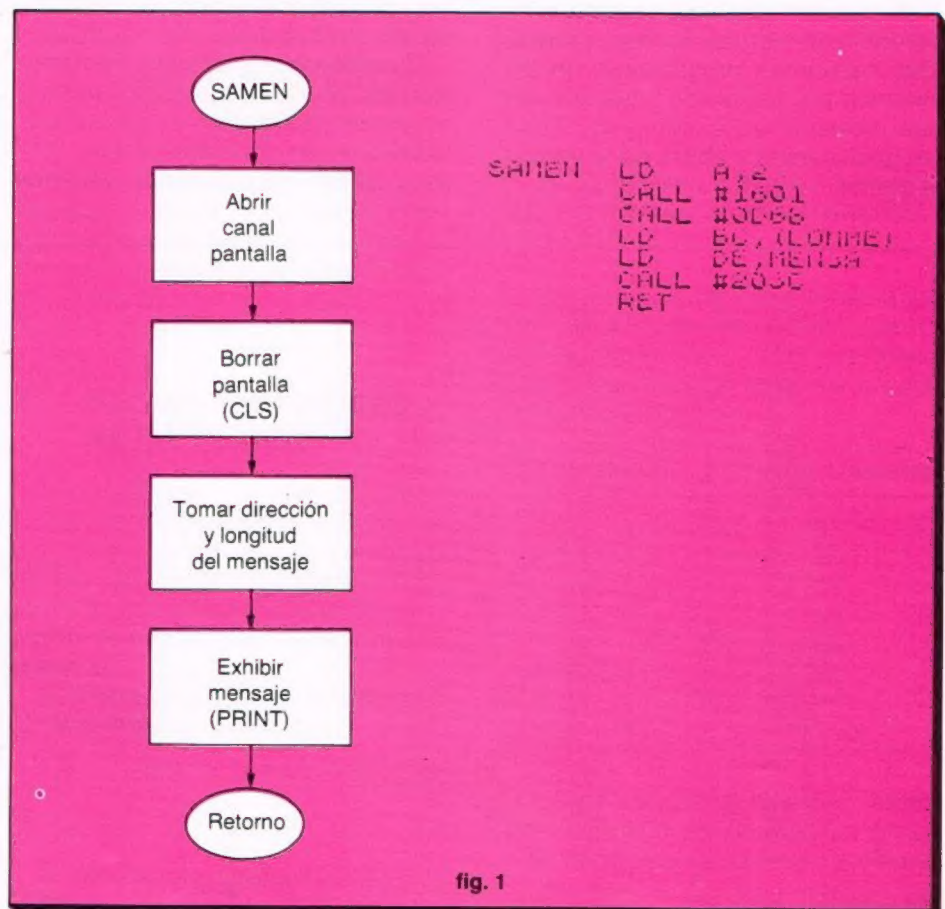 SAMEN
Abrir
canal
pantalla
Borrar
pantalla
(CLS)
Tomar dirección
y longitud
del mensaje
Exhibir
mensaje
(PRINT)
Retorno
SAMEN LD A,2
CALL #1601
CALL #0D6B
LD BC,(LONME)
LD DE,MENSA
CALL #203C
RET
fig. 1